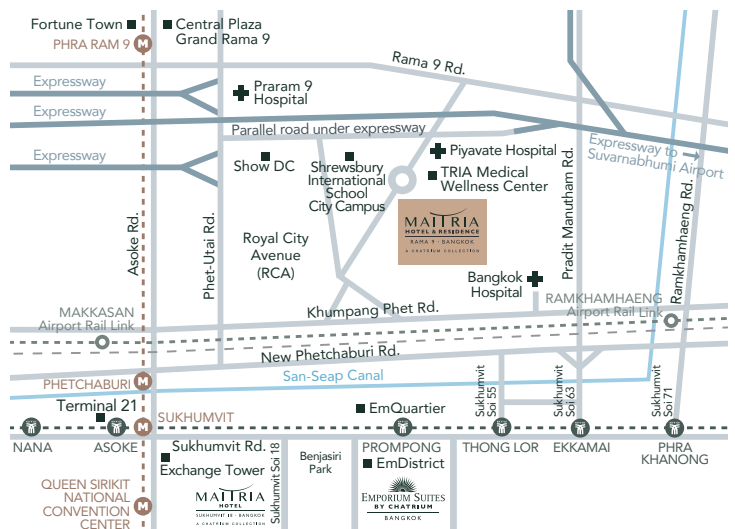 Fortune Town
Central Plaza
Grand Rama 9
PHRA RAM 9
M
Rama 9 Rd.
Expressway
Praram 9
Hospital
Expressway
Parallel road under expressway
Expressway
Show DC
Shrewsbury
International
School
City Campus
Piyavate Hospital
TRIA Medical
Wellness Center
Expressway to
Suvarnabhumi Airport
Asoke Rd.
Phet-Utai Rd.
Pradit Manutham Rd.
Ramkhamhaeng Rd.
MAITRIA
HOTEL & RESIDENCE
RAMA 9 - BANGKOK
A CHATRIUM COLLECTION
Royal City
Avenue
(RCA)
Bangkok
Hospital
Khumpang Phet Rd.
RAMKHAMHAENG
Airport Rail Link
MAKKASAN
Airport Rail Link
New Phetchaburi Rd.
PHETCHABURI
M
San-Seap Canal
Sukhumvit
Soi 55
Sukhumvit
Soi 63
Sukhumvit
Soi 71
Terminal 21
SUKHUMVIT
M
EmQuartier
NANA
ASOKE
Sukhumvit Rd.
PROMPONG
THONG LOR
EKKAMAI
PHRA
KHANONG
Exchange Tower
Sukhumvit Soi 18
Benjasiri
Park
EmDistrict
QUEEN SIRIKIT
NATIONAL
CONVENTION
CENTER
M
MAITRIA
HOTEL
SUKHUMVIT 18 - BANGKOK
A CHATRIUM COLLECTION
EMPORIUM SUITES
BY CHATRIUM
BANGKOK